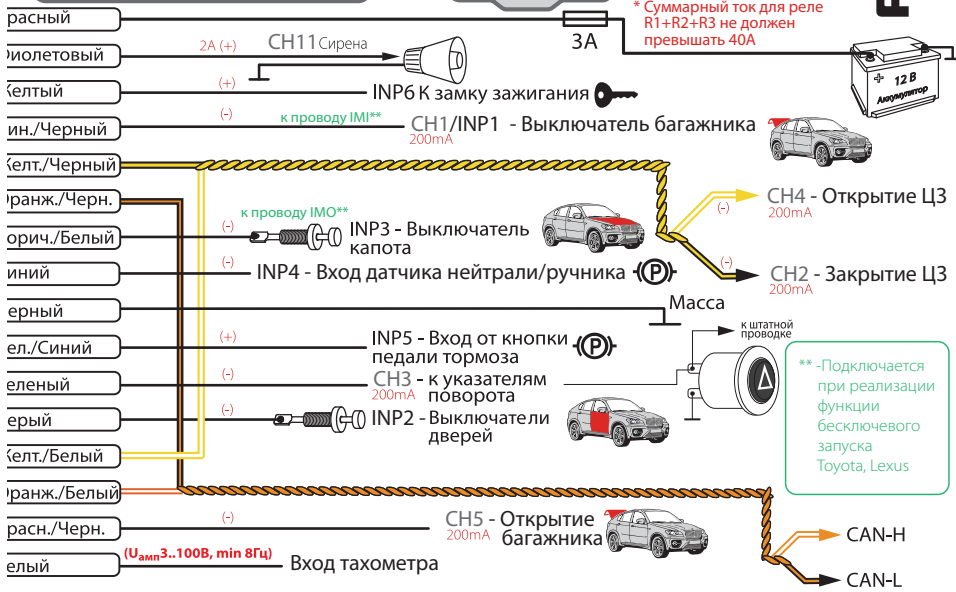 * Суммарный ток для реле
R1+R2+R3 не должен
превышать 40А
расный
3А
12 В
Аккумулятор
иолетовый
2А (+)
CH11 Сирена
елтый
(+)
INP6 К замку зажигания
ин./Черный
(-)
к проводу IMI**
CH1/INP1 - Выключатель багажника
200mA
елт./Черный
CH4 - Открытие ЦЗ
(-)
200mA
ранж./Черн.
орич./Белый
(-)
к проводу IMO**
INP3 - Выключатель
капота
иний
(-)
INP4 - Вход датчика нейтрали/ручника
(P)
(-)
CH2 - Закрытие ЦЗ
200mA
ерный
Масса
ел./Синий
(+)
INP5 - Вход от кнопки
педали тормоза
(P)
к штатной
проводке
еленый
(-)
CH3 - к указателям
200mA поворота
ерый
(-)
INP2 - Выключатели
дверей
** -Подключается
при реализации
функции
бесключевого
запуска
Toyota, Lexus
елт./Белый
ранж./Белый
расн./Черн.
(-)
CH5 - Открытие
200mA багажника
CAN-H
елый
(Uамп3..100В, min 8Гц)
Вход тахометра
CAN-L